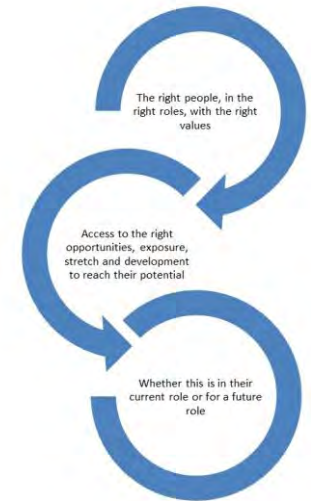 The right people, in the
right roles, with the right
values
Access to the right
opportunities, exposure,
stretch and development
to reach their potential
Whether this is in their
current role or for a future
role